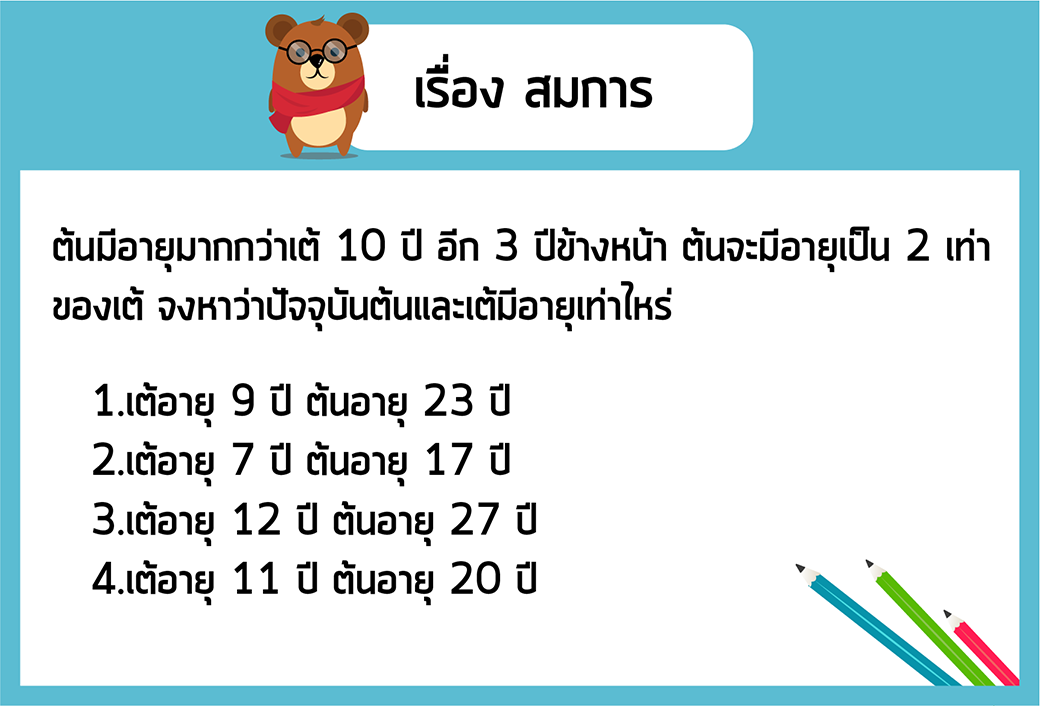 เรื่อง สมการ
ต้นมีอายุมากกว่าเต้ 10 ปี อีก 3 ปีข้างหน้า ต้นจะมีอายุเป็น 2 เท่า
ของเต้ จงหาว่าปัจจุบันต้นและเต้มีอายุเท่าไหร่
1.เต้อายุ 9 ปี ต้นอายุ 23 ปี
2.เต้อายุ 7 ปี ต้นอายุ 17 ปี
3.เต้อายุ 12 ปี ต้นอายุ 27 ปี
4.เต้อายุ 11 ปี ต้นอายุ 20 ปี